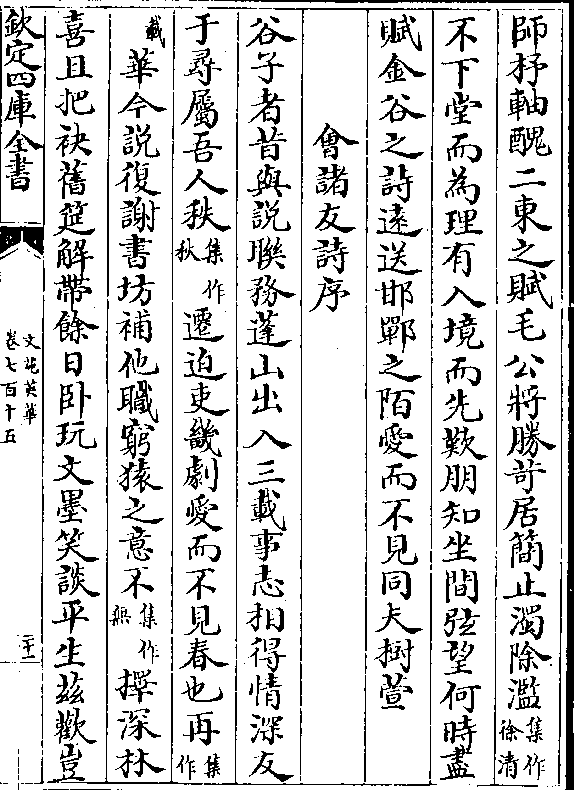 師杼軸醜二東之賦毛公將勝苛居簡止濁除濫集作徐清
不下堂而為理有入境而先歎朋知坐間弦望何時盡
賦金谷之詩遠送邯鄲之陌愛而不見同夫樹萱
會諸友詩序
谷子者昔與說聯務蓬山出入三載事志相得情深友
于尋屬吾人秩集作秋遷迫吏畿劇愛而不見春也再集作
載華今說復謝書坊補他職窮猿之意不集作無擇深林
喜且把袂舊筵解帶餘日卧玩文墨笑談平生茲歡豈
欽定四庫全書
文苑英華
卷七百十五
二十一